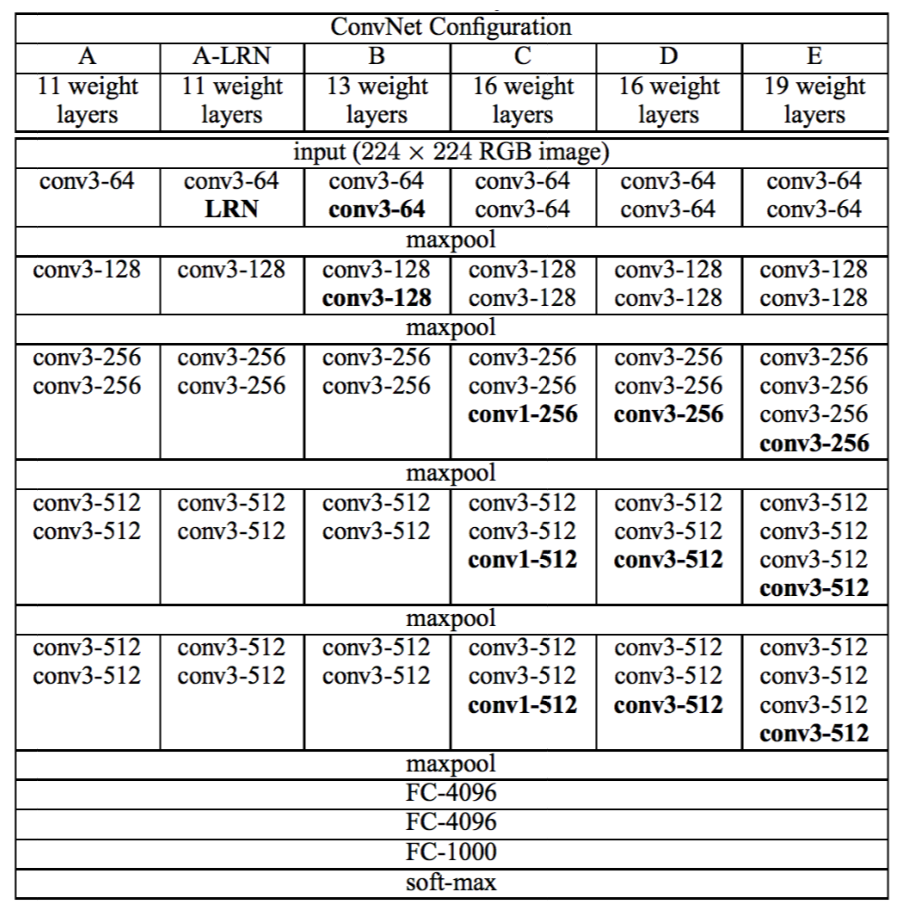 ConvNet Configuration
A A-LRN B C D E
11 weight 11 weight 13 weight 16 weight 16 weight 19 weight
layers layers layers layers layers layers
input (224 × 224 RGB image)
conv3-64 conv3-64 conv3-64 conv3-64 conv3-64 conv3-64
LRN conv3-64 conv3-64 conv3-64 conv3-64
maxpool
conv3-128 conv3-128 conv3-128 conv3-128 conv3-128 conv3-128
conv3-128 conv3-128 conv3-128 conv3-128
maxpool
conv3-256 conv3-256 conv3-256 conv3-256 conv3-256 conv3-256
conv3-256 conv3-256 conv3-256 conv3-256 conv3-256 conv3-256
conv1-256 conv3-256 conv3-256
conv3-256
maxpool
conv3-512 conv3-512 conv3-512 conv3-512 conv3-512 conv3-512
conv3-512 conv3-512 conv3-512 conv3-512 conv3-512 conv3-512
conv1-512 conv3-512 conv3-512
conv3-512
maxpool
conv3-512 conv3-512 conv3-512 conv3-512 conv3-512 conv3-512
conv3-512 conv3-512 conv3-512 conv3-512 conv3-512 conv3-512
conv1-512 conv3-512 conv3-512
conv3-512
maxpool
FC-4096
FC-4096
FC-1000
soft-max